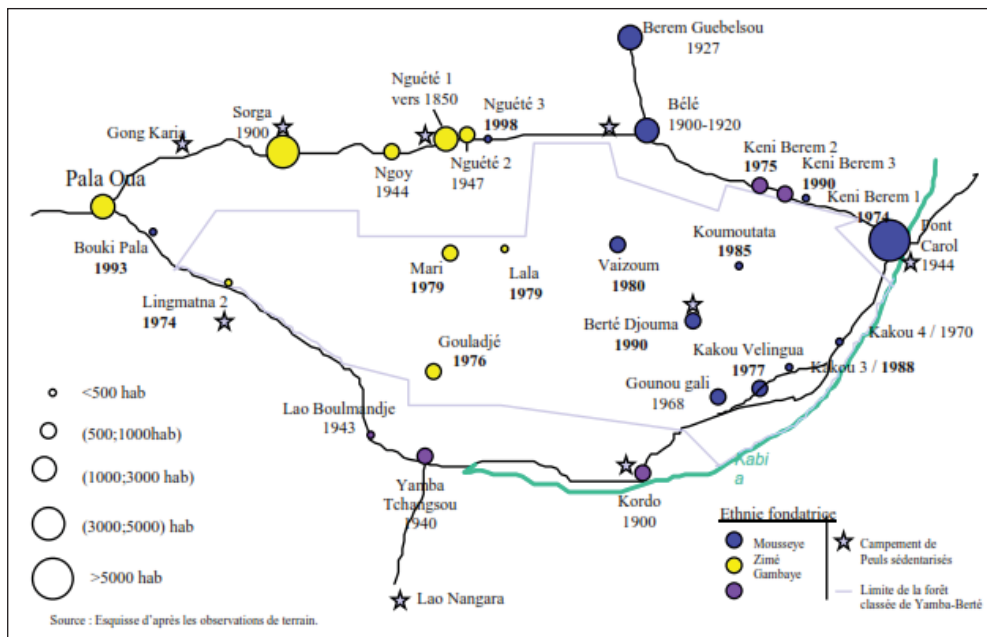 Berem Guebelsou
1927
Nguété 1
vers 1850
Sorga
1900
Nguété 3
1998
Bélé
1900-1920
Gong Karia
Ngoy
1944
Nguété 2
1947
Keni Berem 2
1975
Keni Berem 3
1990
Keni Berem 1
1974
Pala Oua
Pont
Carol
1944
Bouki Pala
1993
Mari
1979
Lala
1979
Vaizoum
1980
Koumoutata
1985
Lingmatna 2
1974
Berté Djouma
1990
Gouladjé
1976
Kakou 4 / 1970
Kakou Velingua
1977
Kakou 3 / 1988
Gounou gali
1968
<500 hab
Lao Boulmandje
1943
(500;1000hab)
(1000;3000 hab)
Kabi
a
Yamba
Tchangsou
1940
Kordo
1900
(3000;5000) hab
Ethnie fondatrice
Mousseye
Zimé
Gambaye
Campement de
Peuls sédentarisés
>5000 hab
Limite de la forêt
classée de Yamba-Berté
Lao Nangara
Source : Esquisse d'après les observations de terrain.